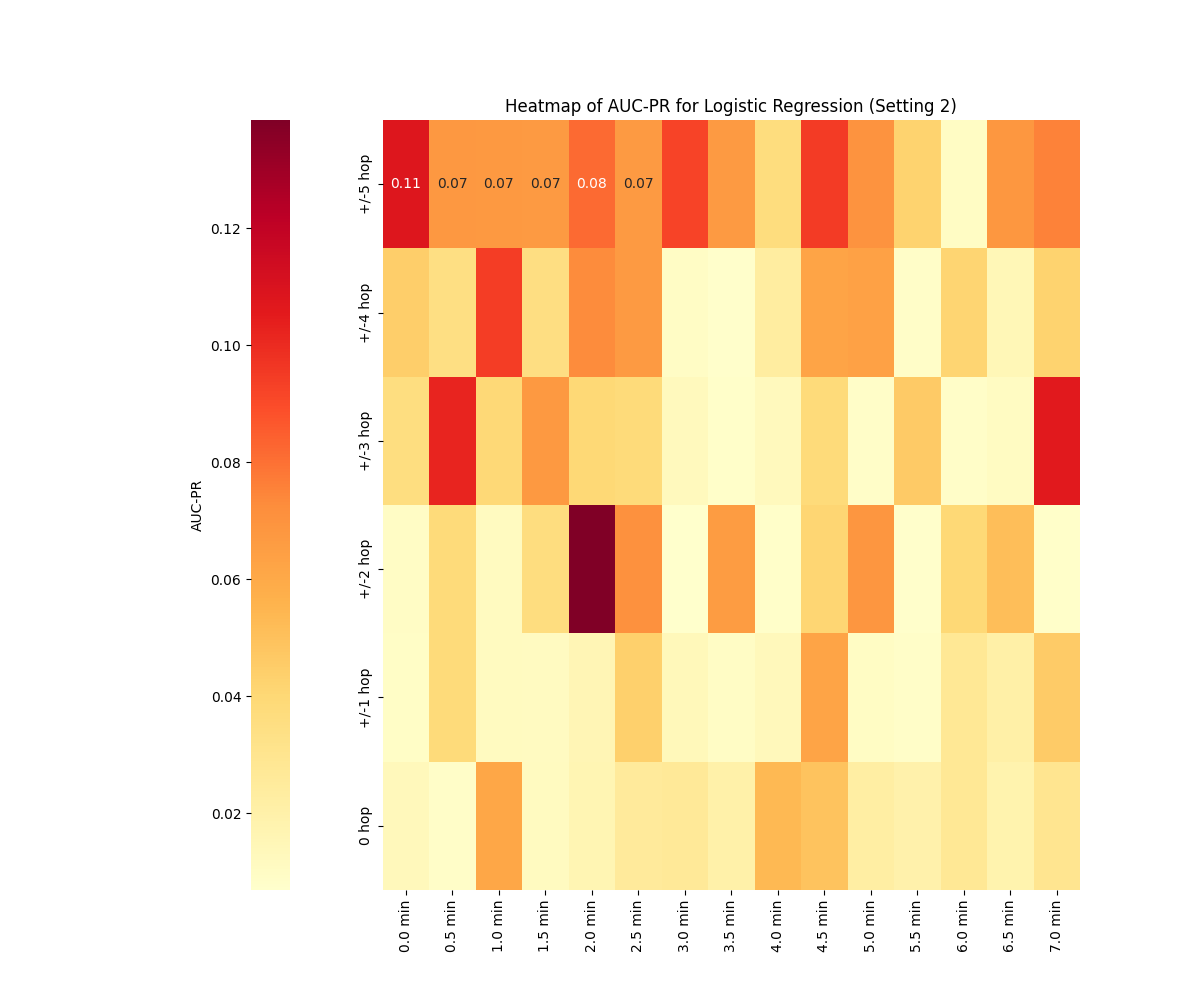 Heatmap of AUC-PR for Logistic Regression (Setting 2)
AUC-PR
0.12
0.10
0.08
0.06
0.04
0.02
+/-5 hop
+/-4 hop
+/-3 hop
+/-2 hop
+/-1 hop
0 hop
0.11 0.07 0.07 0.07 0.08 0.07
0.0 min
0.5 min
1.0 min
1.5 min
2.0 min
2.5 min
3.0 min
3.5 min
4.0 min
4.5 min
5.0 min
5.5 min
6.0 min
6.5 min
7.0 min